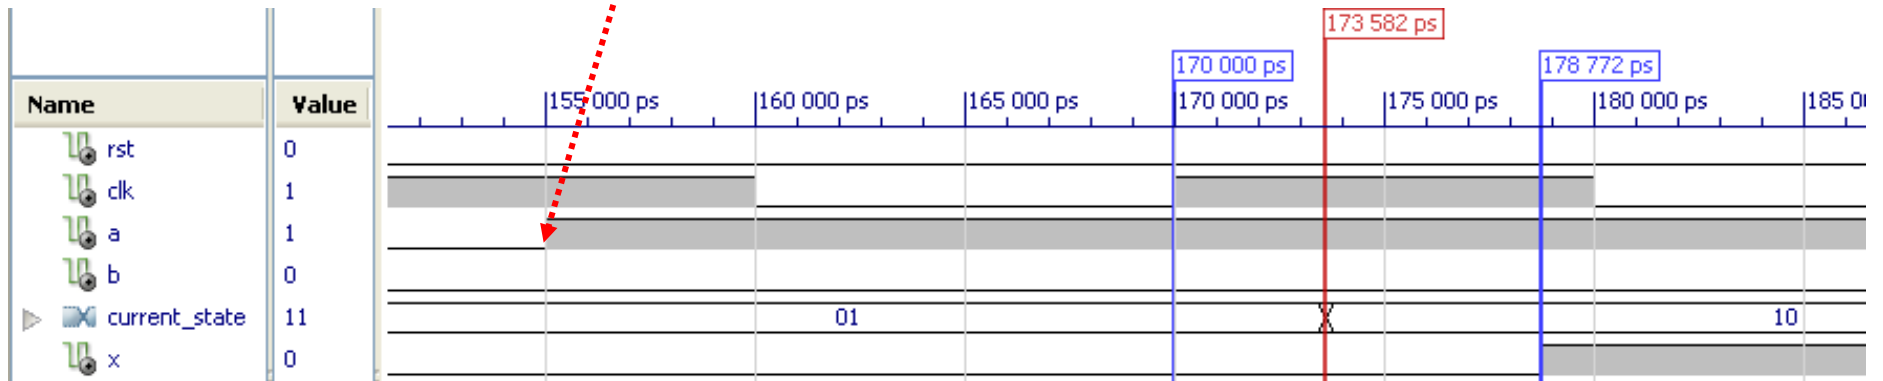 173 582 ps
170 000 ps 178 772 ps
Name Value 155 000 ps 160 000 ps 165 000 ps 170 000 ps 175 000 ps 180 000 ps 185 0
rst 0
clk 1
a 1
b 0
current_state 11 01 10
x 0